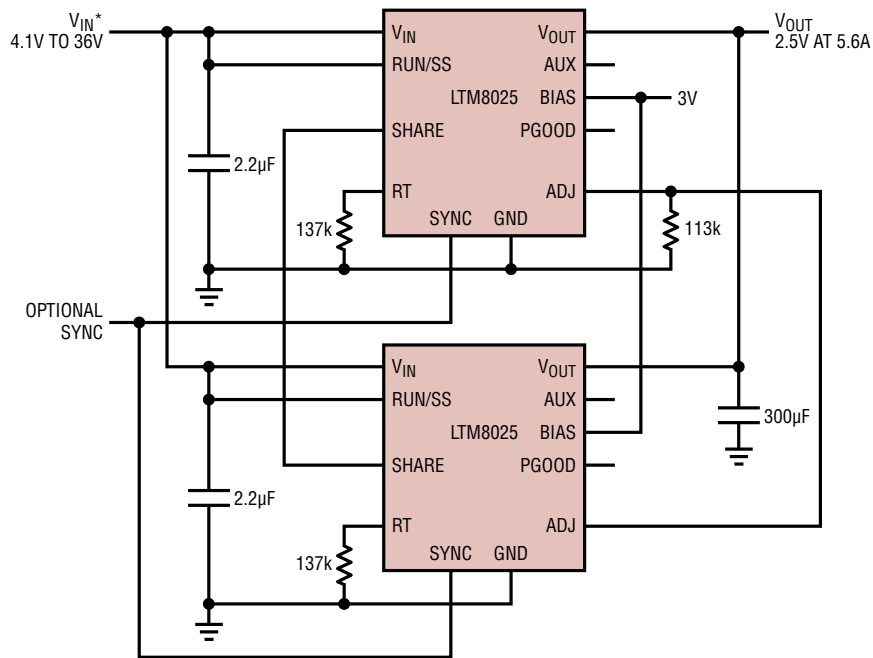 VIN*
4.1V TO 36V
VIN
VOUT
VOUT
2.5V AT 5.6A
RUN/SS
AUX
LTM8025
BIAS
3V
SHARE
PGOOD
2.2µF
RT
ADJ
137k
SYNC
GND
113k
OPTIONAL
SYNC
VIN
VOUT
RUN/SS
AUX
LTM8025
BIAS
300µF
SHARE
PGOOD
2.2µF
RT
ADJ
137k
SYNC
GND